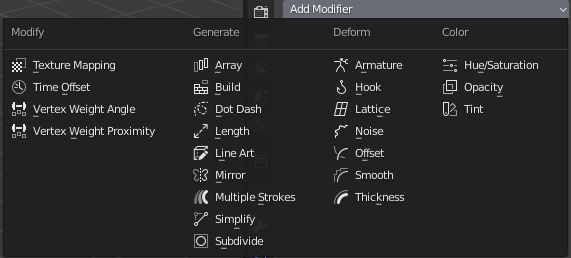 Add Modifier
Modify
Texture Mapping
Time Offset
Vertex Weight Angle
Vertex Weight Proximity
Generate
Array
Build
Dot Dash
Length
Line Art
Mirror
Multiple Strokes
Simplify
Subdivide
Deform
Armature
Hook
Lattice
Noise
Offset
Smooth
Thickness
Color
Hue/Saturation
Opacity
Tint